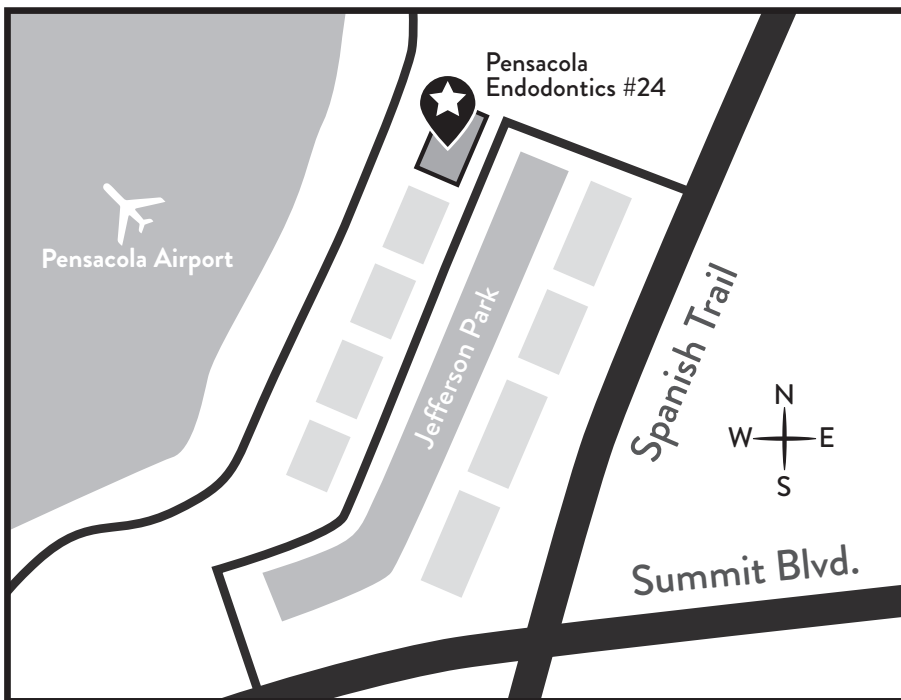 Pensacola
Endodontics #24
Pensacola Airport
Jefferson Park
Spanish Trail
N
W E
S
Summit Blvd.